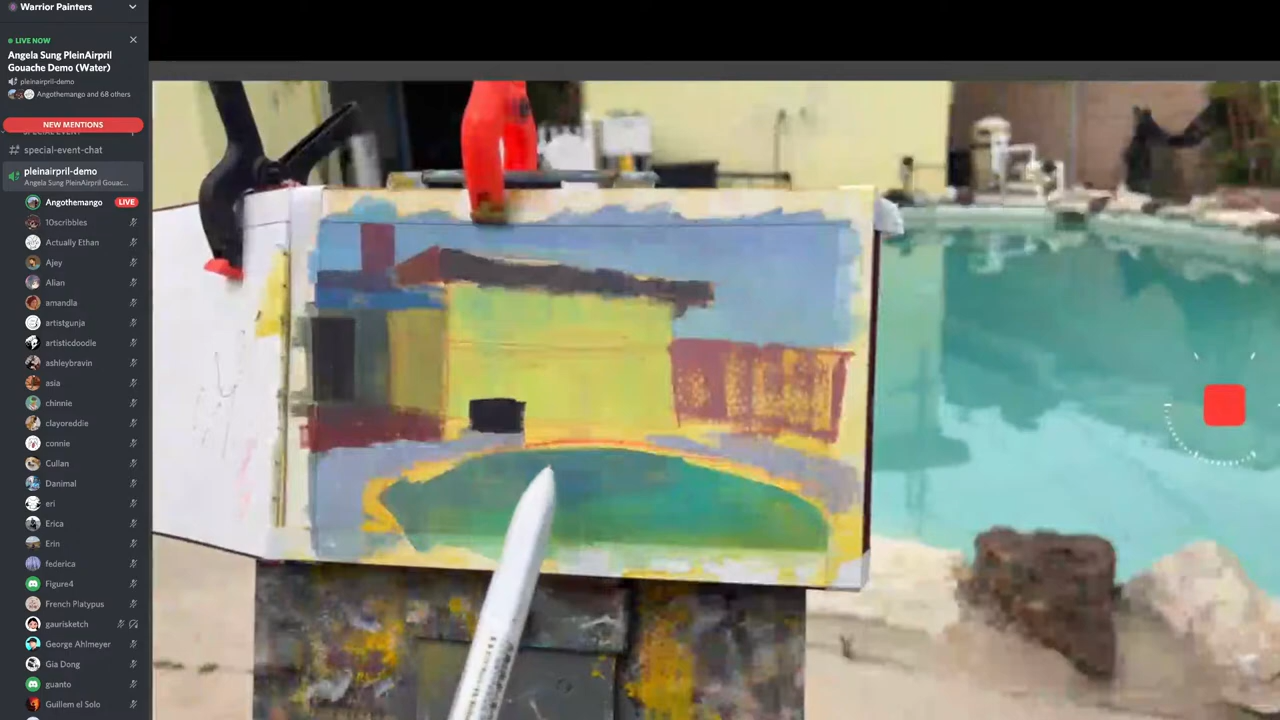 Warrior Painters
LIVE NOW
Angela Sung PleinAirpril
Gouache Demo (Water)
pleinairpril-demo
Angothemango and 68 others
NEW MENTIONS
SPECIAL EVENT
special-event-chat
pleinairpril-demo
Angela Sung PleinAirpril Gouac...
Angothemango LIVE
10scribbles
Actually Ethan
Ajey
Alian
amandla
artistgunja
artisticdoodle
ashleybravin
asia
chinnie
clayoreddie
connie
Culian
Danimal
eri
Erica
Erin
federica
Figure4
French Platypus
gaurisketch
George Ahlmeyer
Gia Dong
guanto
Guillem el Solo